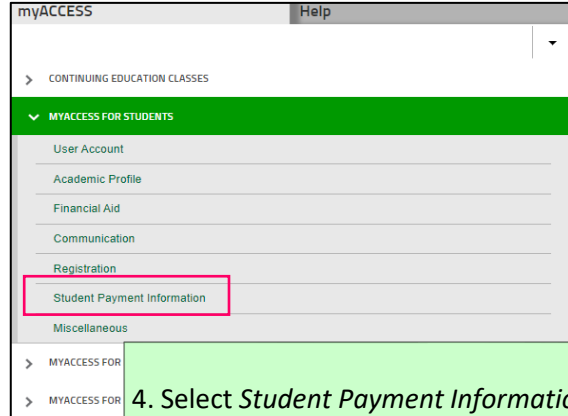 myACCESS Help
CONTINUING EDUCATION CLASSES
MYACCESS FOR STUDENTS
User Account
Academic Profile
Financial Aid
Communication
Registration
Student Payment Information
Miscellaneous
MYACCESS FOR
MYACCESS FOR
4. Select Student Payment Informatio